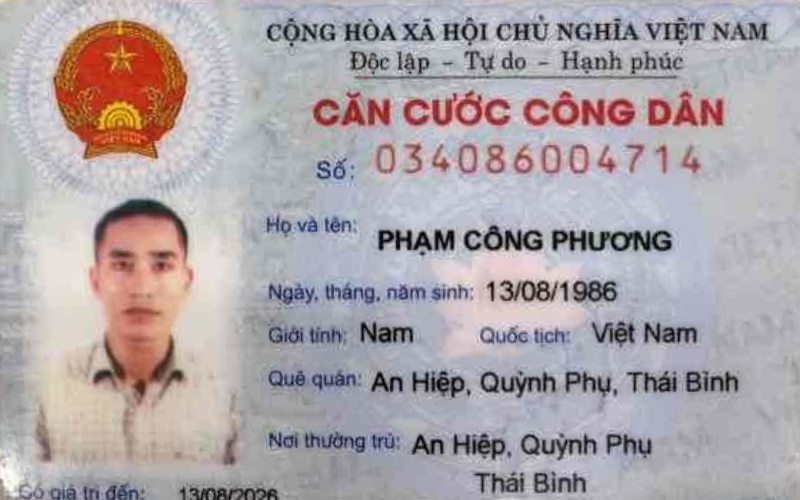 CỘNG HÒA XÃ HỘI CHỦ NGHĨA VIỆT NAM
Độc lập - Tự do - Hạnh phúc
CĂN CƯỚC CÔNG DÂN
Số: 034086004714
Họ và tên: PHẠM CÔNG PHƯƠNG
Ngày, tháng, năm sinh: 13/08/1986
Giới tính: Nam Quốc tịch: Việt Nam
Quê quán: An Hiệp, Quỳnh Phụ, Thái Bình
Nơi thường trú: An Hiệp, Quỳnh Phụ
Thái Bình
Có giá trị đến: 13/08/2026